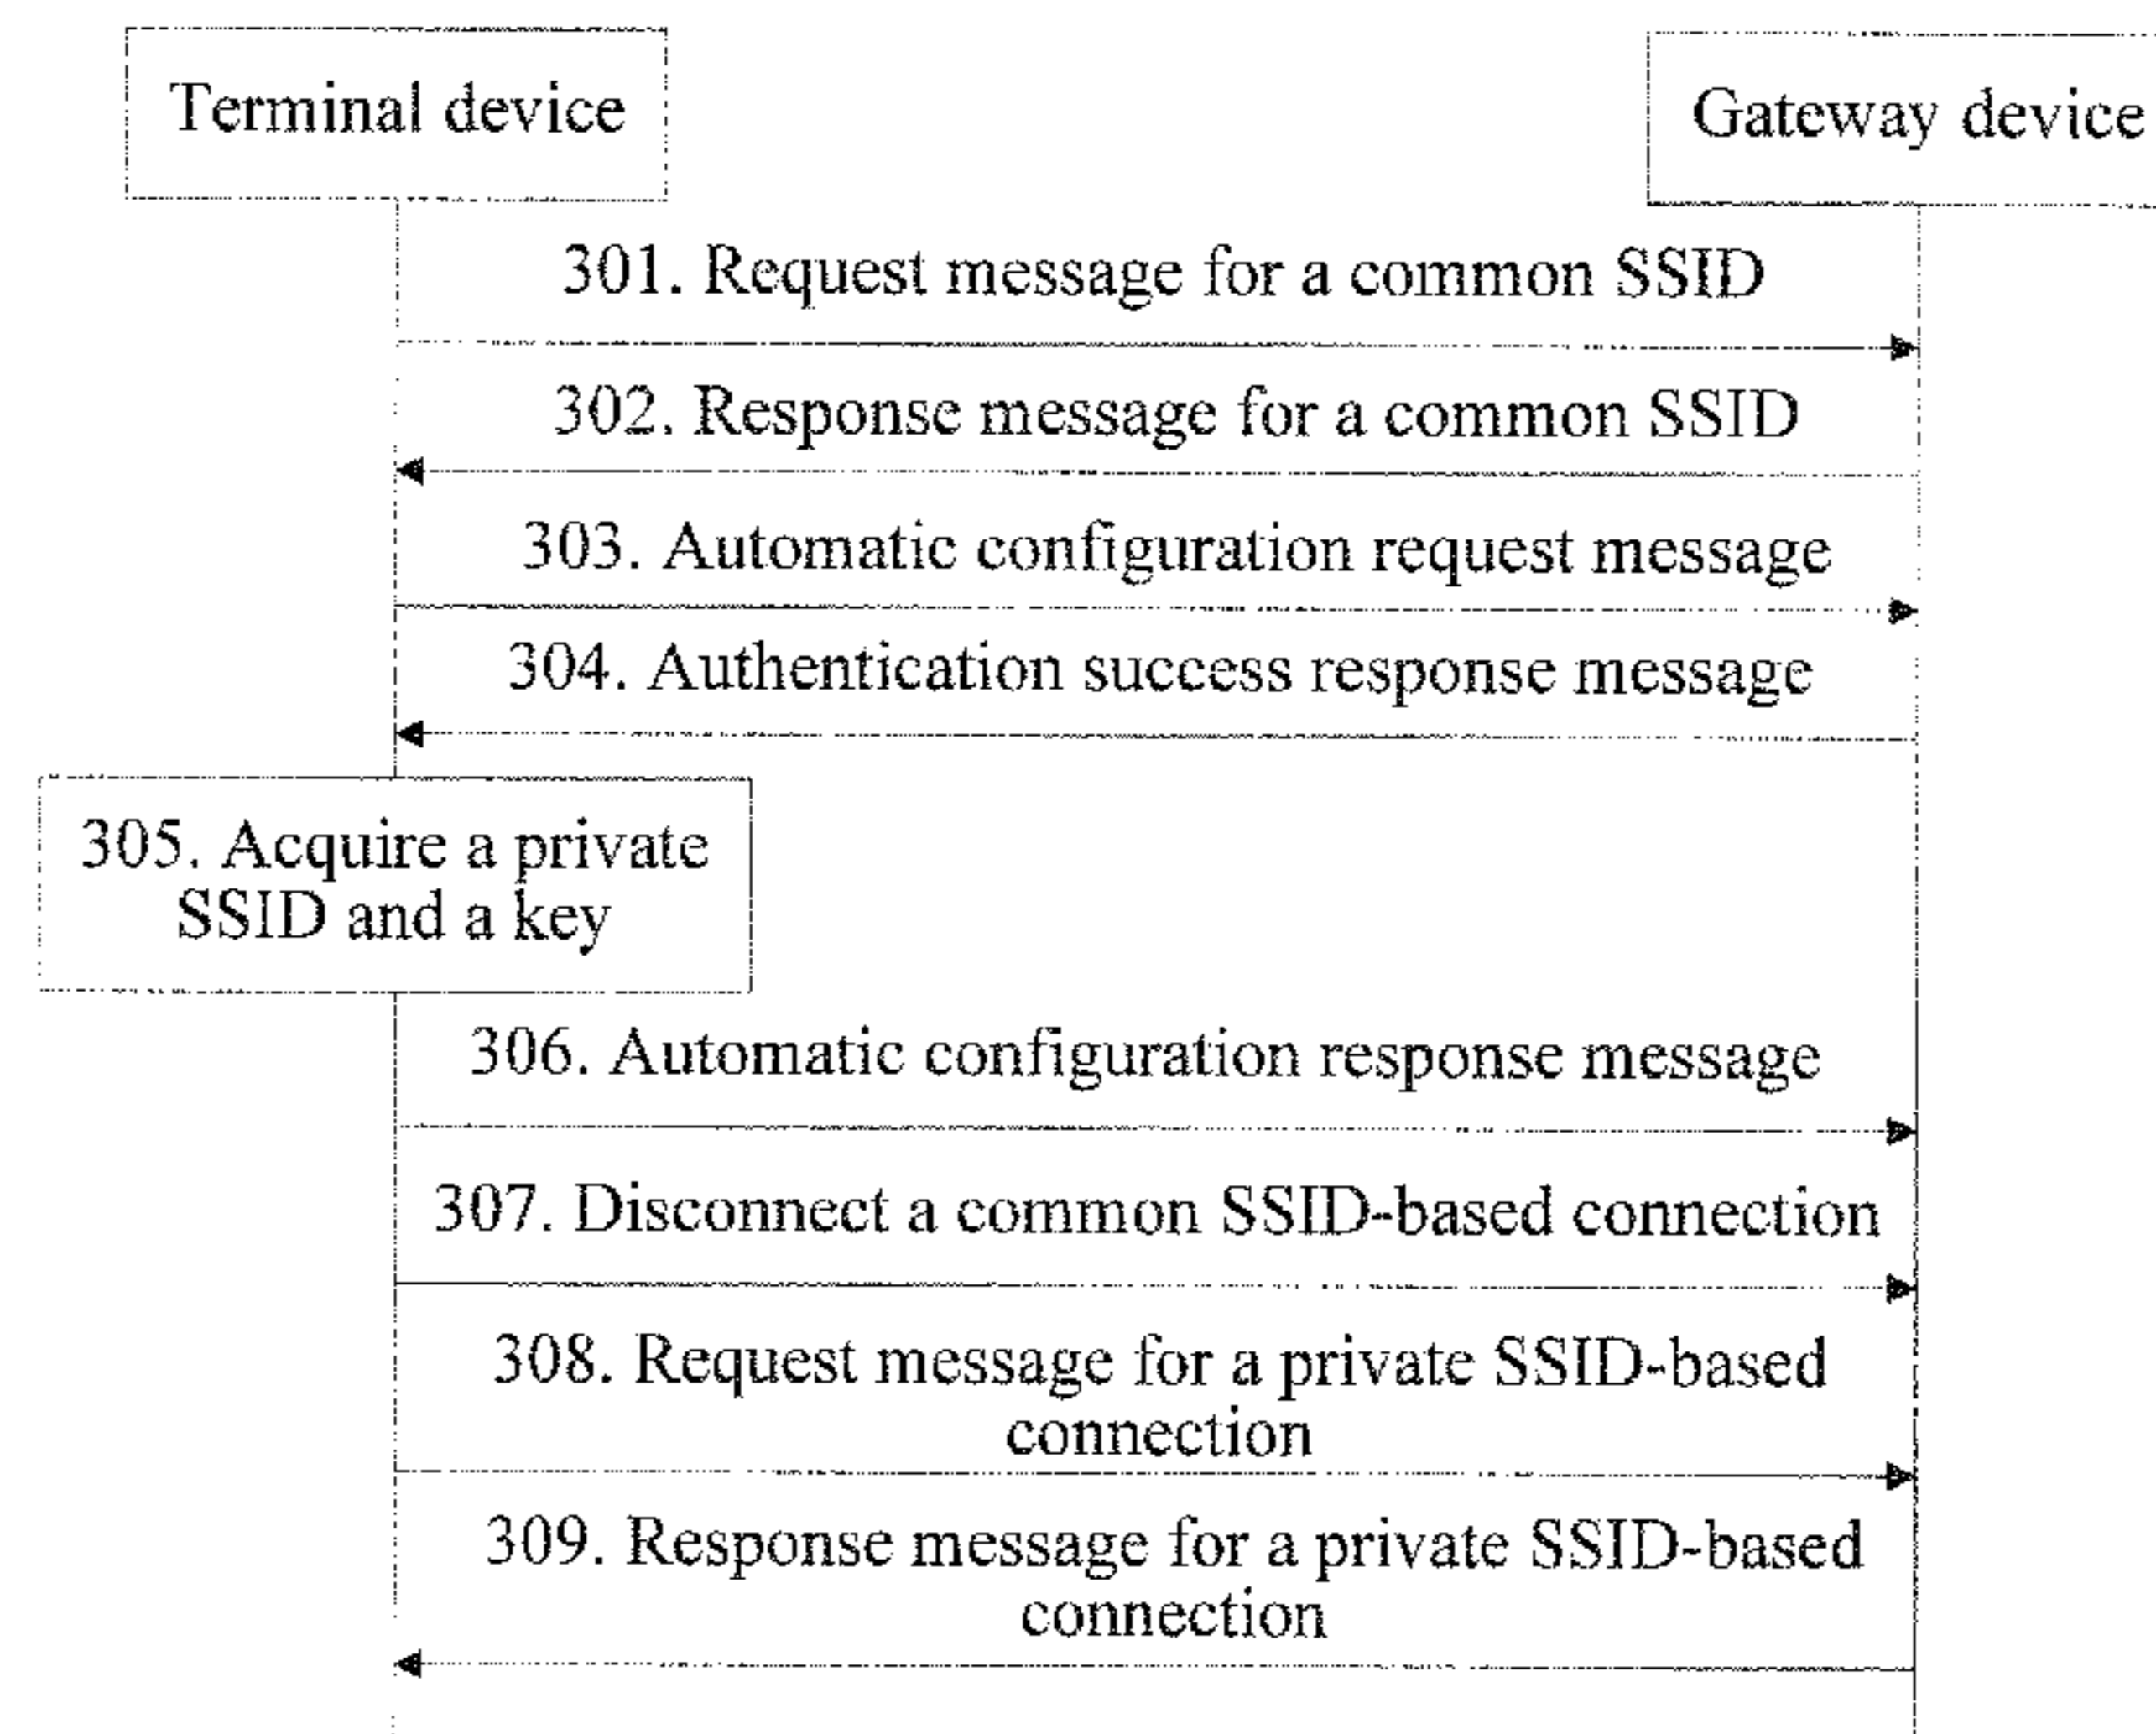 Terminal device
Gateway device
301. Request message for a common SSID
302. Response message for a common SSID
303. Automatic configuration request message
304. Authentication success response message
305. Acquire a private
SSID and a key
306. Automatic configuration response message
307. Disconnect a common SSID-based connection
308. Request message for a private SSID-based
connection
309. Response message for a private SSID-based
connection